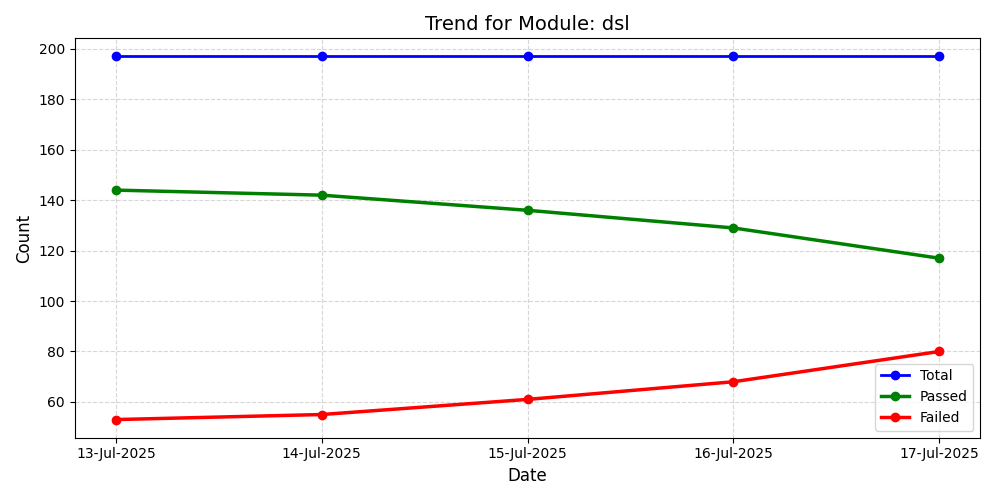 Trend for Module: dsl
200
180
160
140
120
100
80
60
Count
13-Jul-2025 14-Jul-2025 15-Jul-2025 16-Jul-2025 17-Jul-2025
Date
Total
Passed
Failed